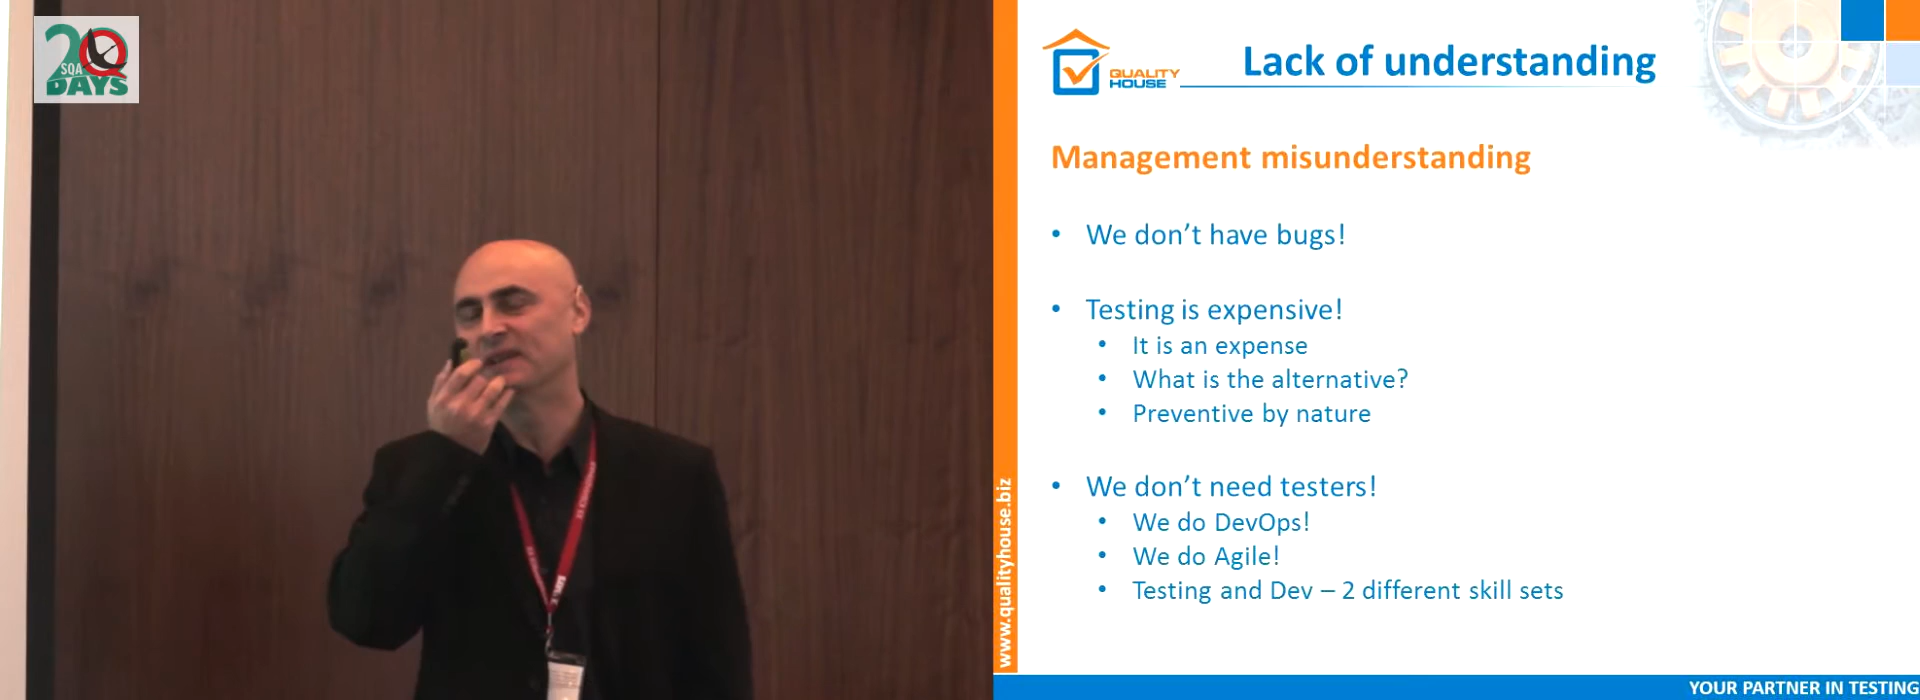 20
SQA
DAYS
QUALITY
HOUSE
Lack of understanding
Management misunderstanding
• We don't have bugs!
• Testing is expensive!
• It is an expense
• What is the alternative?
• Preventive by nature
• We don't need testers!
• We do DevOps!
• We do Agile!
• Testing and Dev – 2 different skill sets
www.qualityhouse.biz
YOUR PARTNER IN TESTING